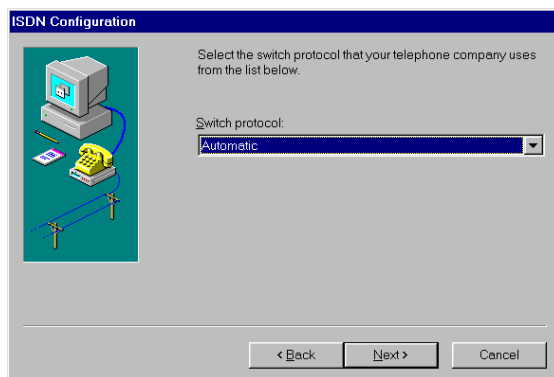 ISDN Configuration
Select the switch protocol that your telephone company uses
from the list below.
Switch protocol:
Automatic
< Back
Next >
Cancel